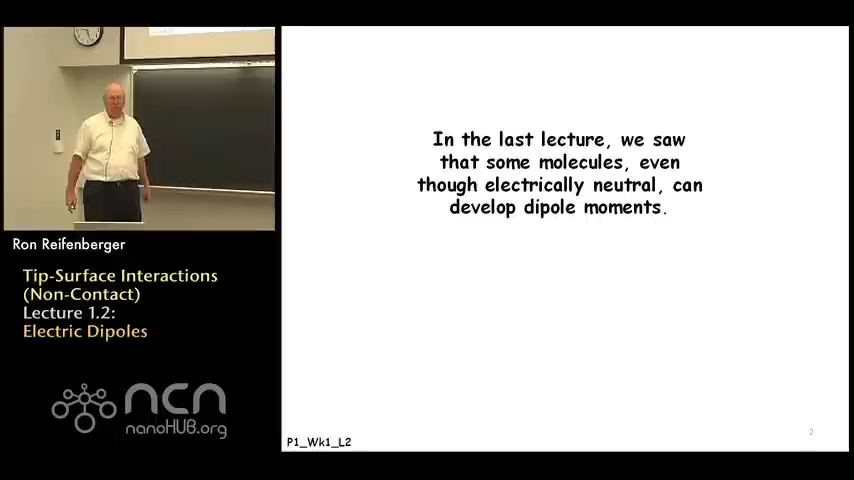 In the last lecture, we saw
that some molecules, even
though electrically neutral, can
develop dipole moments.
Ron Reifenberger
Tip-Surface Interactions
(Non-Contact)
Lecture 1.2:
Electric Dipoles
ncn
nanoHUB.org
P1_Wk1_L2
2